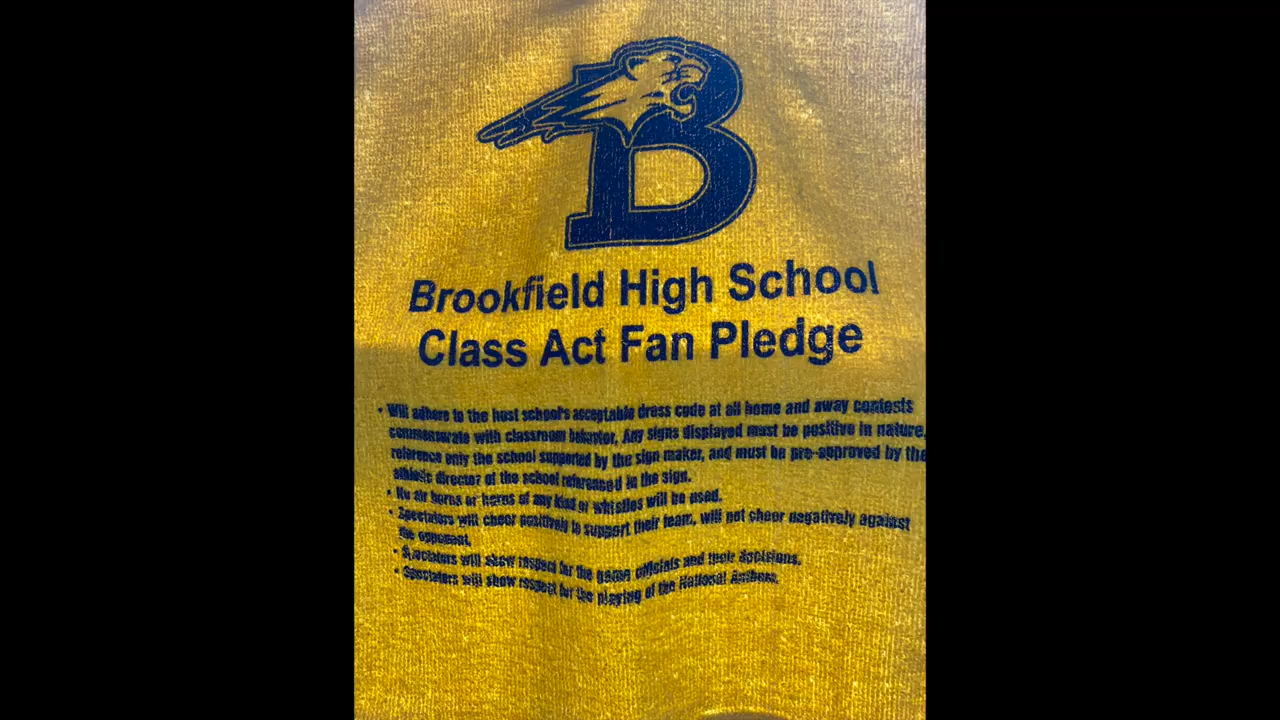 B
Brookfield High School
Class Act Fan Pledge
• Will adhere to the host school's acceptable dress code at all home and away contests
commensurate with classroom behavior. Any signs displayed must be positive in nature,
reference only the school supported by the sign maker, and must be pre-approved by the
athletic director of the school referenced in the sign.
• No air horns or horns of any kind or whistles will be used.
• Spectators will cheer positively to support their team, will not cheer negatively against
the opponent.
• Spectators will show respect for the game officials and their decisions.
• Spectators will show respect for the playing of the National Anthem.